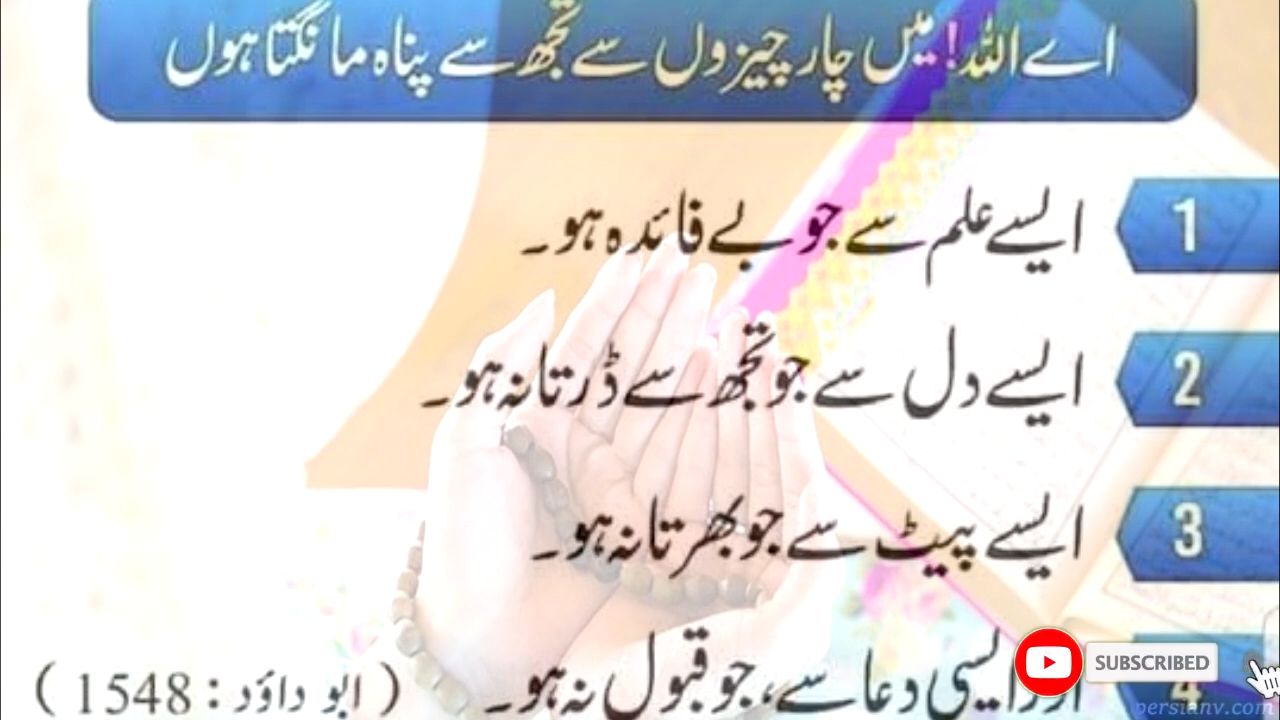 اے اللہ! میں چار چیزوں سے تجھ سے پناہ مانگتا ہوں
1 ایسے علم سے جو بے فائدہ ہو۔
2 ایسے دل سے جو تجھ سے ڈرتا نہ ہو۔
3 ایسے پیٹ سے جو بھرتا نہ ہو۔
4 اور ایسی دعا سے، جو قبول نہ ہو۔ (ابو داؤد: 1548)
SUBSCRIBED
persianv.com